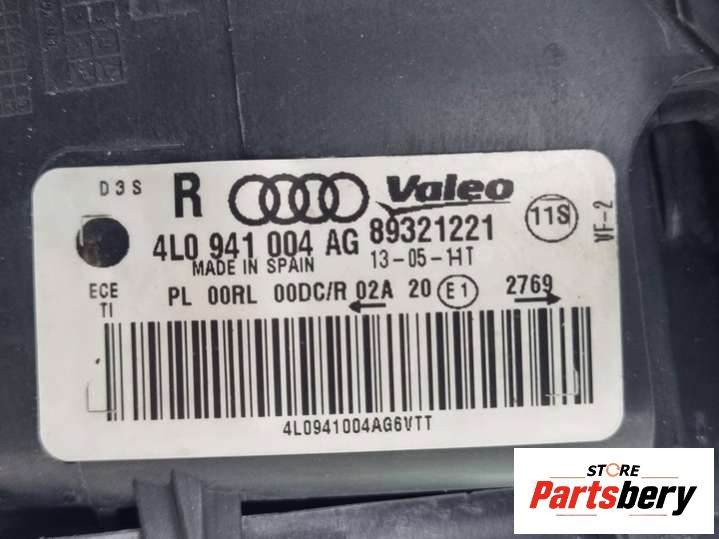 D3S R Valeo
4L0 941 004 AG 89321221 11S
MADE IN SPAIN 13-05-14T VF-2
ECE PL 00RL 00DC/R 02A 20 E1 2769
TI
4L0941004AG6VTT
STORE
Partsbery